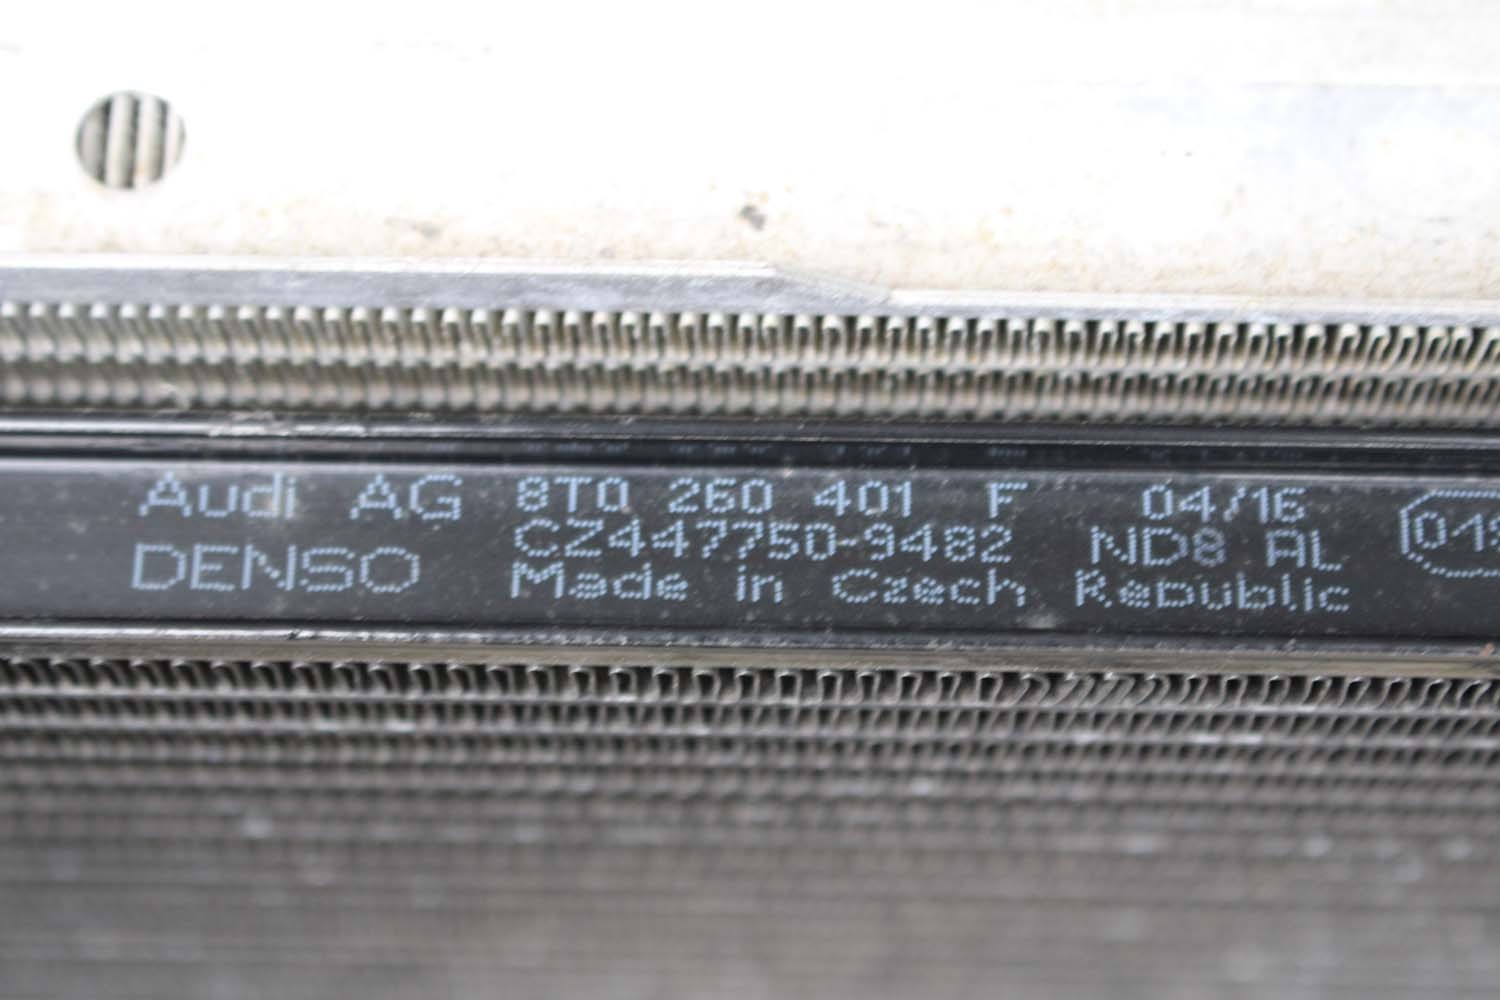 Audi AG 8T0 260 401 F 04/16
CZ447750-9482 ND8 AL
DENSO Made in Czech Republic